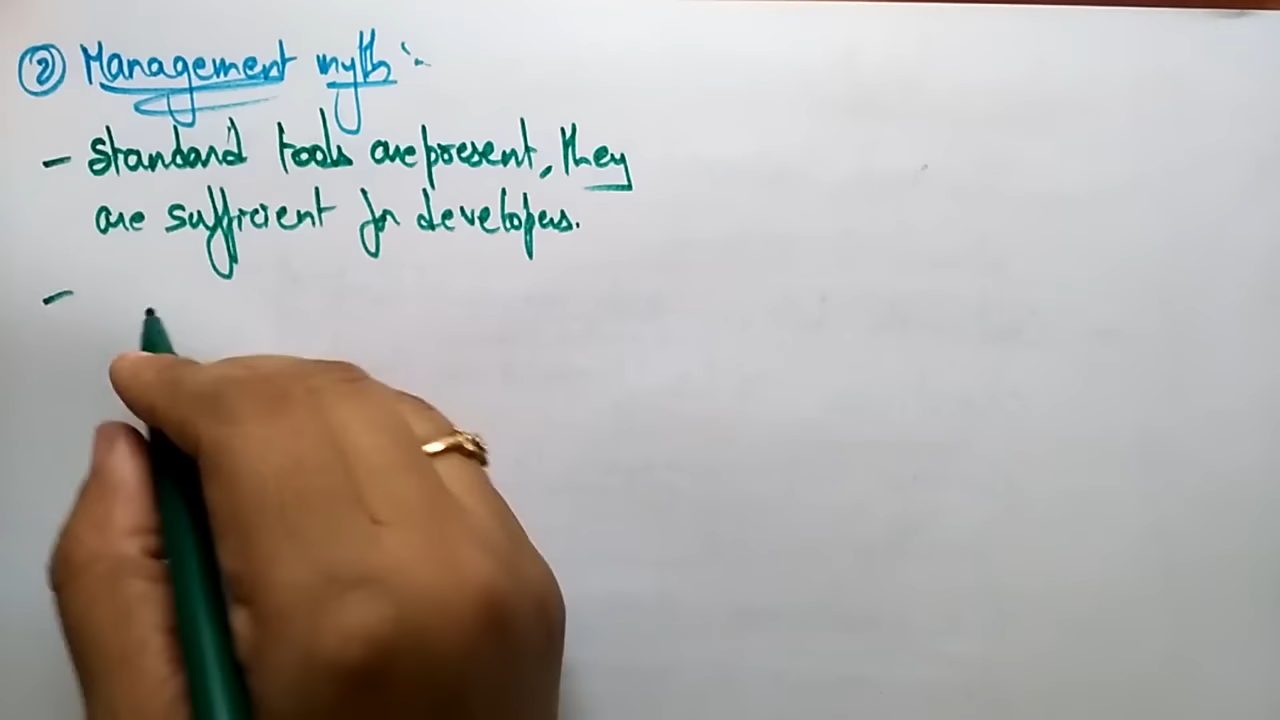 ② Management myth :-
- Standard tools are present, they
are sufficient for developers.
-